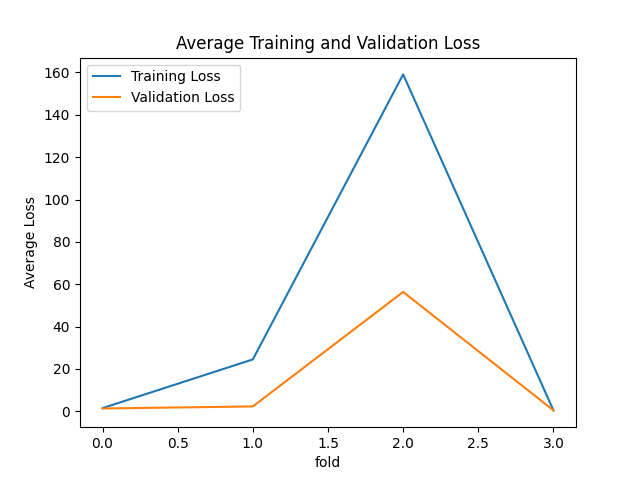 Average Training and Validation Loss
Training Loss
Validation Loss
160
140
120
100
80
60
40
20
0
Average Loss
0.0 0.5 1.0 1.5 2.0 2.5 3.0
fold